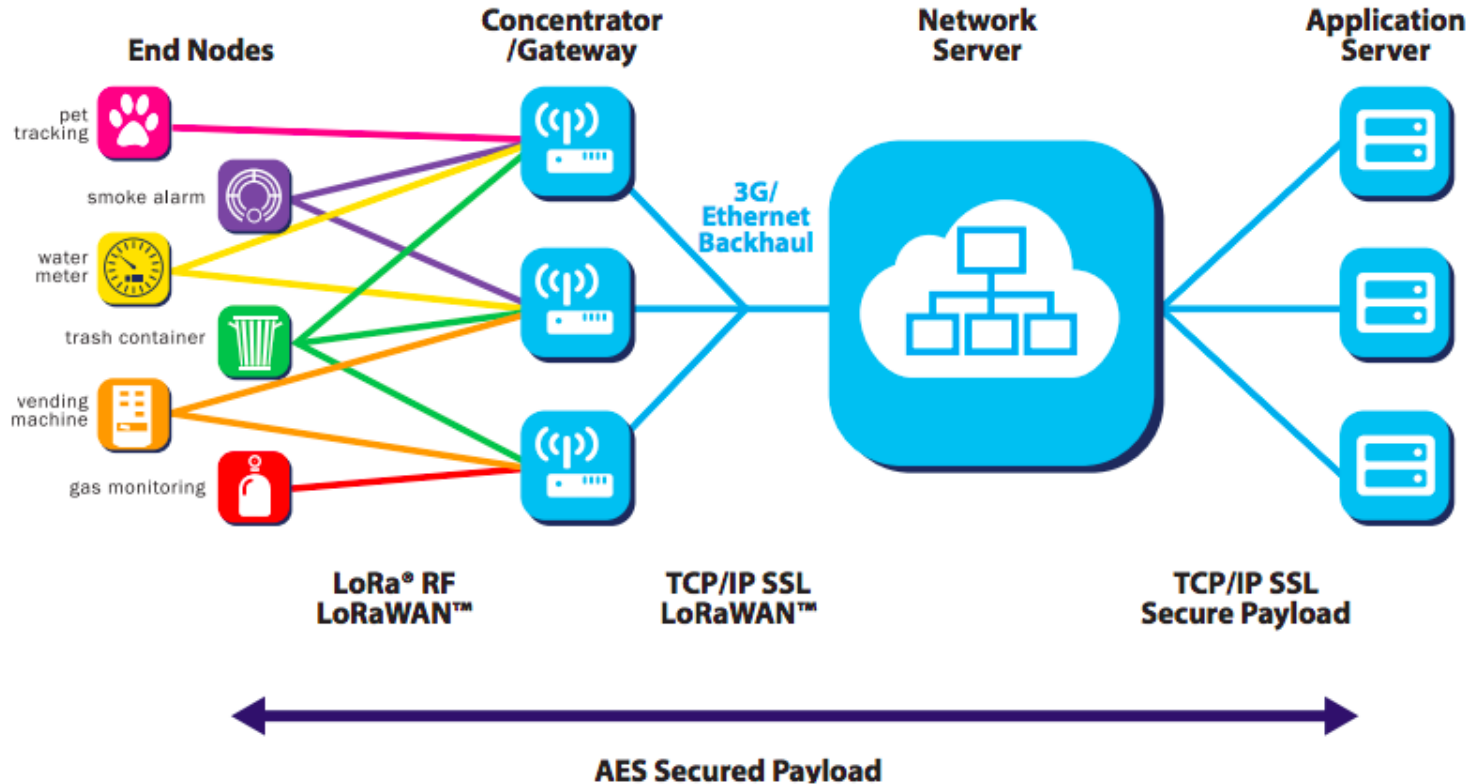 End Nodes
Concentrator
/Gateway
Network
Server
Application
Server
pet
tracking
smoke alarm
water
meter
trash container
vending
machine
gas monitoring
3G/
Ethernet
Backhaul
LoRa® RF
LoRaWAN™
TCP/IP SSL
LoRaWAN™
TCP/IP SSL
Secure Payload
AES Secured Payload